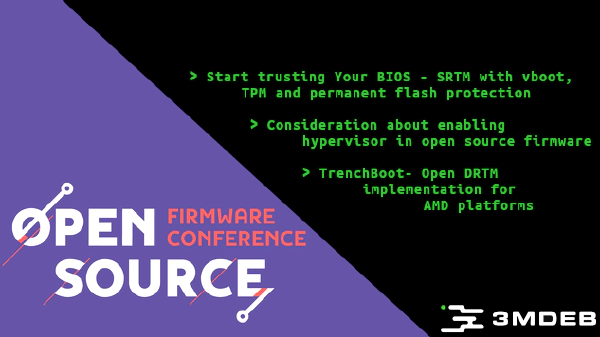 > Start trusting Your BIOS - SRTM with vboot,
TPM and permanent flash protection
> Consideration about enabling
hypervisor in open source firmware
> TrenchBoot- Open DRTM
implementation for
AMD platforms
OPEN FIRMWARE
CONFERENCE
SOURCE
3MDEB